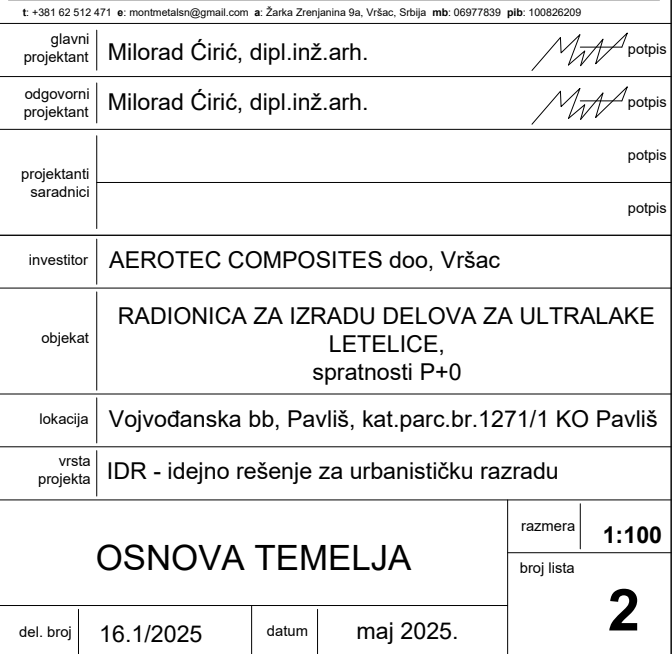 t: +381 62 512 471 e: montmetalsn@gmail.com a: Žarka Zrenjanina 9a, Vršac, Srbija mb: 06977839 pib: 100826209
glavni
projektant
Milorad Ćirić, dipl.inž.arh.
potpis
odgovorni
projektant
Milorad Ćirić, dipl.inž.arh.
potpis
projektanti
saradnici
potpis
potpis
investitor
AEROTEC COMPOSITES doo, Vršac
objekat
RADIONICA ZA IZRADU DELOVA ZA ULTRALAKE
LETELICE,
spratnosti P+0
lokacija
Vojvođanska bb, Pavliš, kat.parc.br.1271/1 KO Pavliš
vrsta
projekta
IDR - idejno rešenje za urbanističku razradu
OSNOVA TEMELJA
razmera
1:100
broj lista
2
del. broj
16.1/2025
datum
maj 2025.